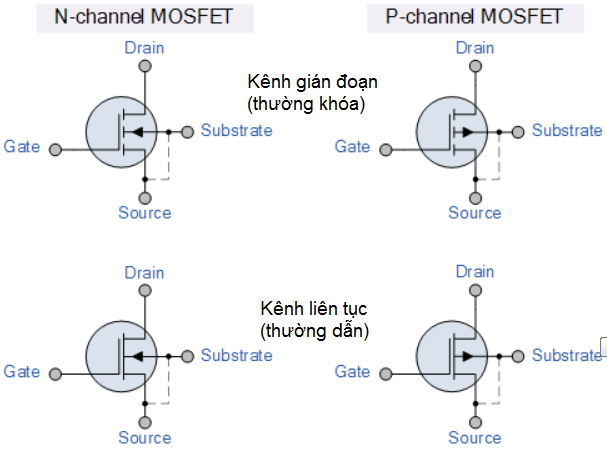 N-channel MOSFET
P-channel MOSFET
Drain
Drain
Kênh gián đoạn
(thường khóa)
Substrate
Substrate
Gate
Gate
Source
Source
Drain
Drain
Kênh liên tục
(thường dẫn)
Substrate
Substrate
Gate
Gate
Source
Source